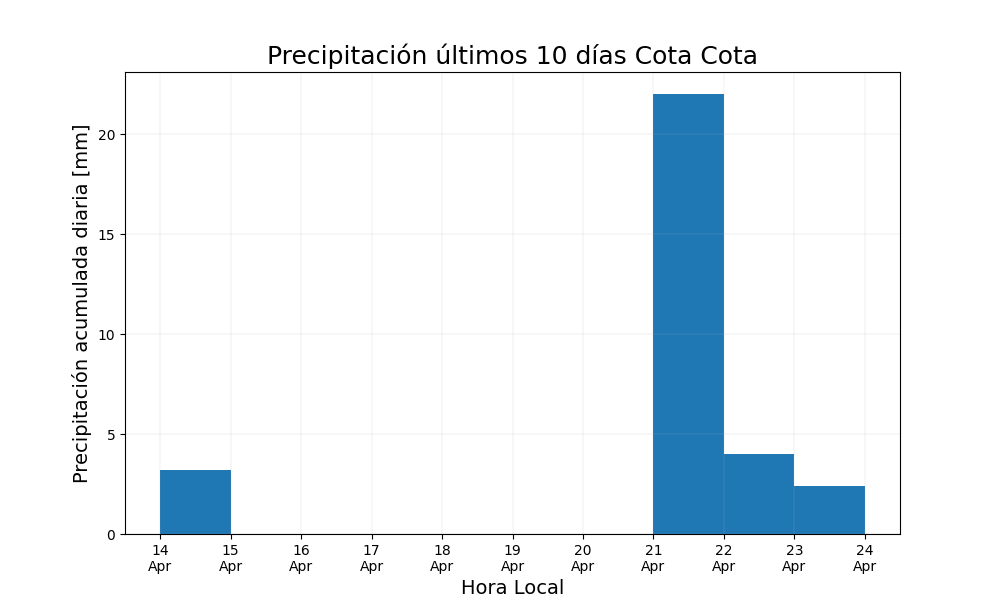 Precipitación últimos 10 días Cota Cota
Precipitación acumulada diaria [mm]
20
15
10
5
0
14 15 16 17 18 19 20 21 22 23 24
Apr Apr Apr Apr Apr Apr Apr Apr Apr Apr Apr
Hora Local